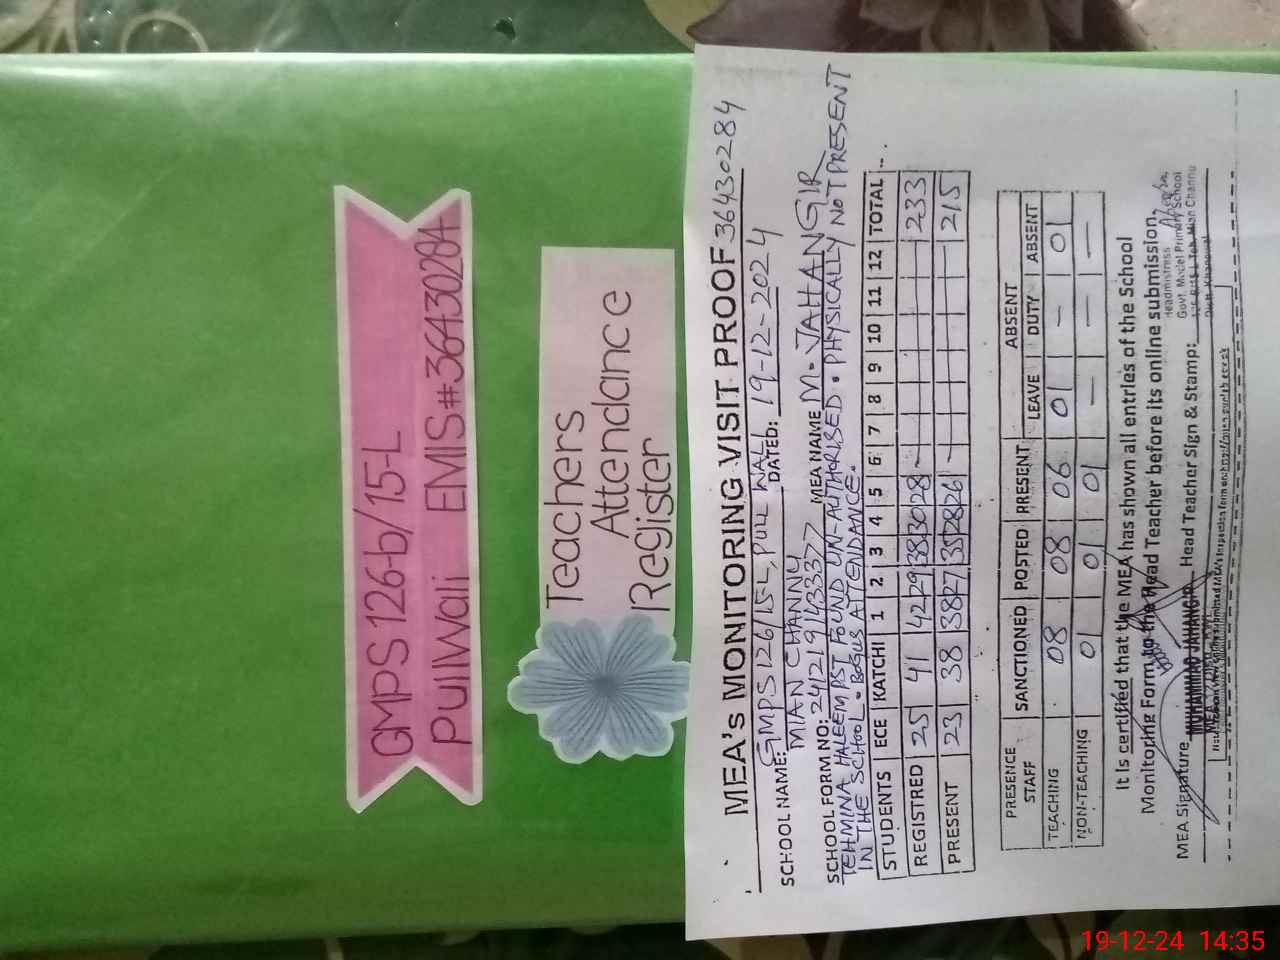 GMPS 126-b/15-L
Pullwali EMIS#36430284
Teachers
Attendance
Register
MEA's MONITORING VISIT PROOF 36430284
SCHOOL NAME: GMPS 126/15-L, PULL WALI DATED: 19-12-2024
MIAN CHANNU
SCHOOL FORM NO: MEA NAME M. JAHANGIR
TEHMINA HALEEM PST FOUND UN-AUTHORISED. PHYSICALLY NOT PRESENT
IN THE SCHOOL. BOGUS ATTENDANCE.
STUDENTS ECE KATCHI 1 2 3 4 5 6 7 8 9 10 11 12 TOTAL
REGISTRED 25 41 42 29 38 30 28 233
PRESENT 23 38 38 27 35 28 26 215
ABSENT
PRESENCE STAFF SANCTIONED POSTED PRESENT LEAVE DUTY ABSENT
TEACHING 08 08 06 01 — 01
NON-TEACHING 01 01 01 — — —
It is certified that the MEA has shown all entries of the School
Monitoring Form to the Head Teacher before its online submission.
MEA Signature Head Teacher Sign & Stamp:
MUHAMMAD JAHANGIR
Headmistress
Govt. Model Primary School
126 B/15-L Teh. Mian Channu
Distt. Khanewal
19-12-24 14:35